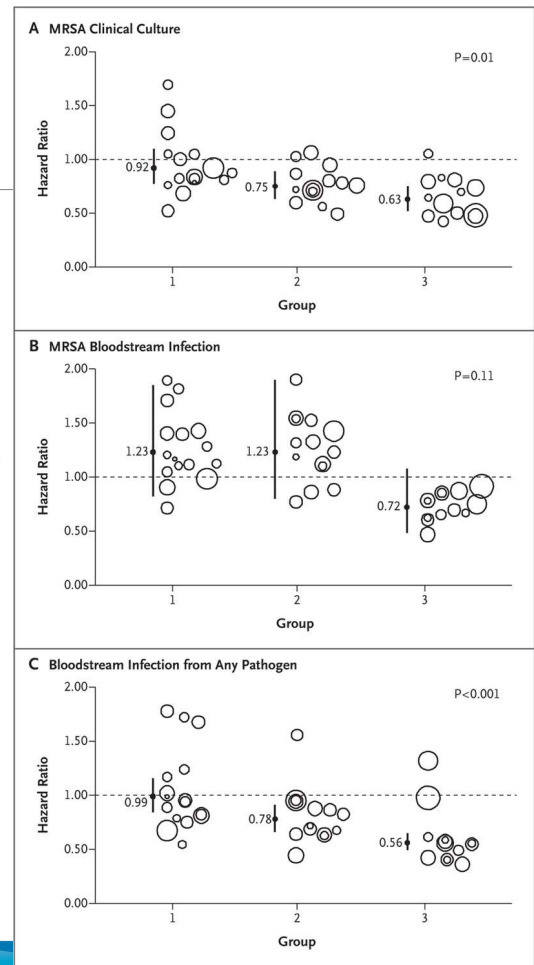 A MRSA Clinical Culture
P=0.01
Hazard Ratio
2.00
1.50
1.00
0.50
0.00
0.92
0.75
0.63
1 2 3
Group
B MRSA Bloodstream Infection
P=0.11
Hazard Ratio
2.00
1.50
1.00
0.50
0.00
1.23
1.23
0.72
1 2 3
Group
C Bloodstream Infection from Any Pathogen
P<0.001
Hazard Ratio
2.00
1.50
1.00
0.50
0.00
0.99
0.78
0.56
1 2 3
Group